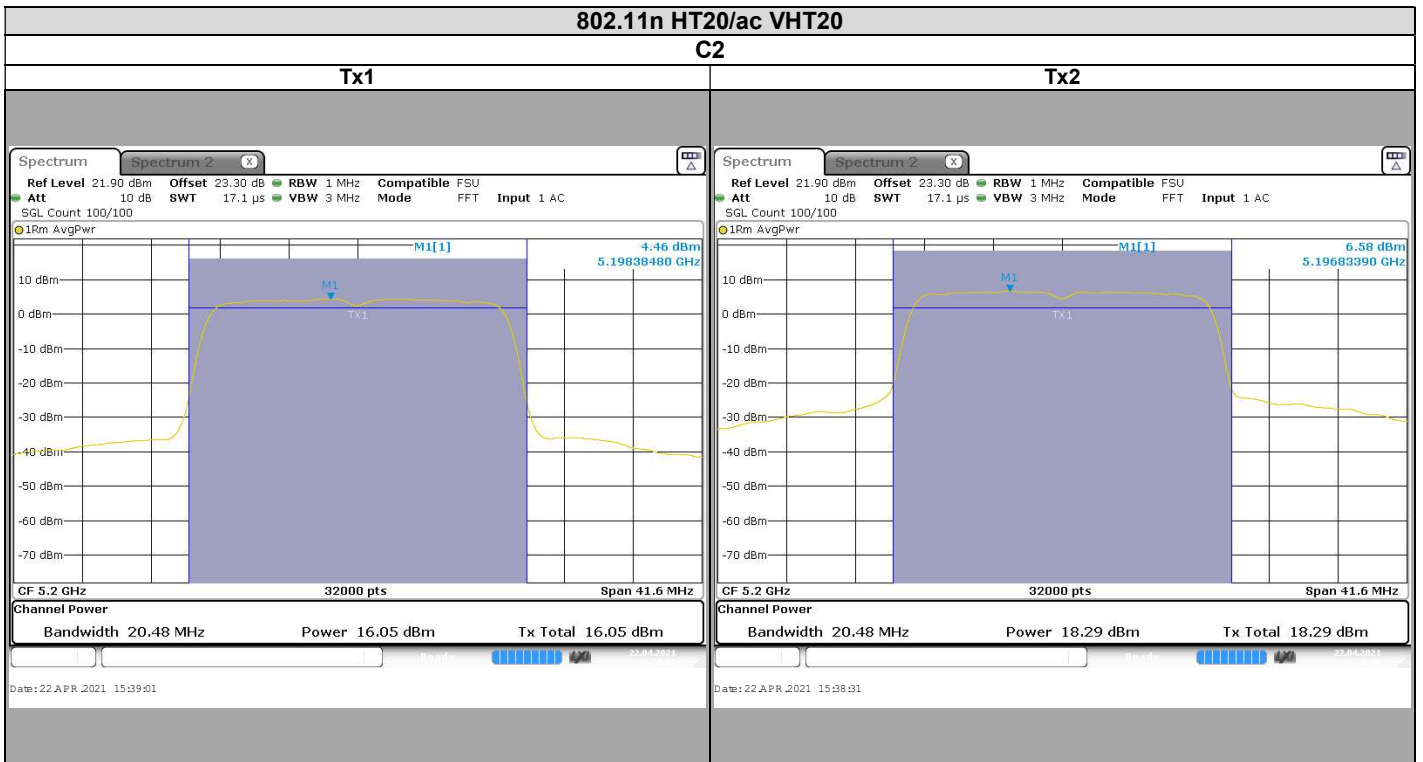 802.11n HT20/ac VHT20
C2
Tx1
Tx2
Spectrum Spectrum 2 X
Ref Level 21.90 dBm Offset 23.30 dB RBW 1 MHz Compatible FSU
Att 10 dB SWT 17.1 µs VBW 3 MHz Mode FFT Input 1 AC
SGL Count 100/100
1Rm AvgPwr
M1[1] 4.46 dBm
5.19838480 GHz
10 dBm
M1
0 dBm
TX1
-10 dBm
-20 dBm
-30 dBm
-40 dBm
-50 dBm
-60 dBm
-70 dBm
CF 5.2 GHz 32000 pts Span 41.6 MHz
Channel Power
Bandwidth 20.48 MHz Power 16.05 dBm Tx Total 16.05 dBm
Ready LXI 22.04.2021
Date: 22.APR.2021 15:39:01
Spectrum Spectrum 2 X
Ref Level 21.90 dBm Offset 23.30 dB RBW 1 MHz Compatible FSU
Att 10 dB SWT 17.1 µs VBW 3 MHz Mode FFT Input 1 AC
SGL Count 100/100
1Rm AvgPwr
M1[1] 6.58 dBm
5.19683390 GHz
10 dBm
M1
0 dBm
TX1
-10 dBm
-20 dBm
-30 dBm
-40 dBm
-50 dBm
-60 dBm
-70 dBm
CF 5.2 GHz 32000 pts Span 41.6 MHz
Channel Power
Bandwidth 20.48 MHz Power 18.29 dBm Tx Total 18.29 dBm
Ready LXI 22.04.2021
Date: 22.APR.2021 15:38:31